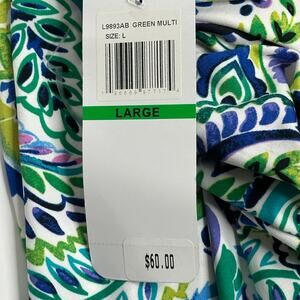 L9893AB GREEN MULTI
SIZE: L
LARGE
$60.00